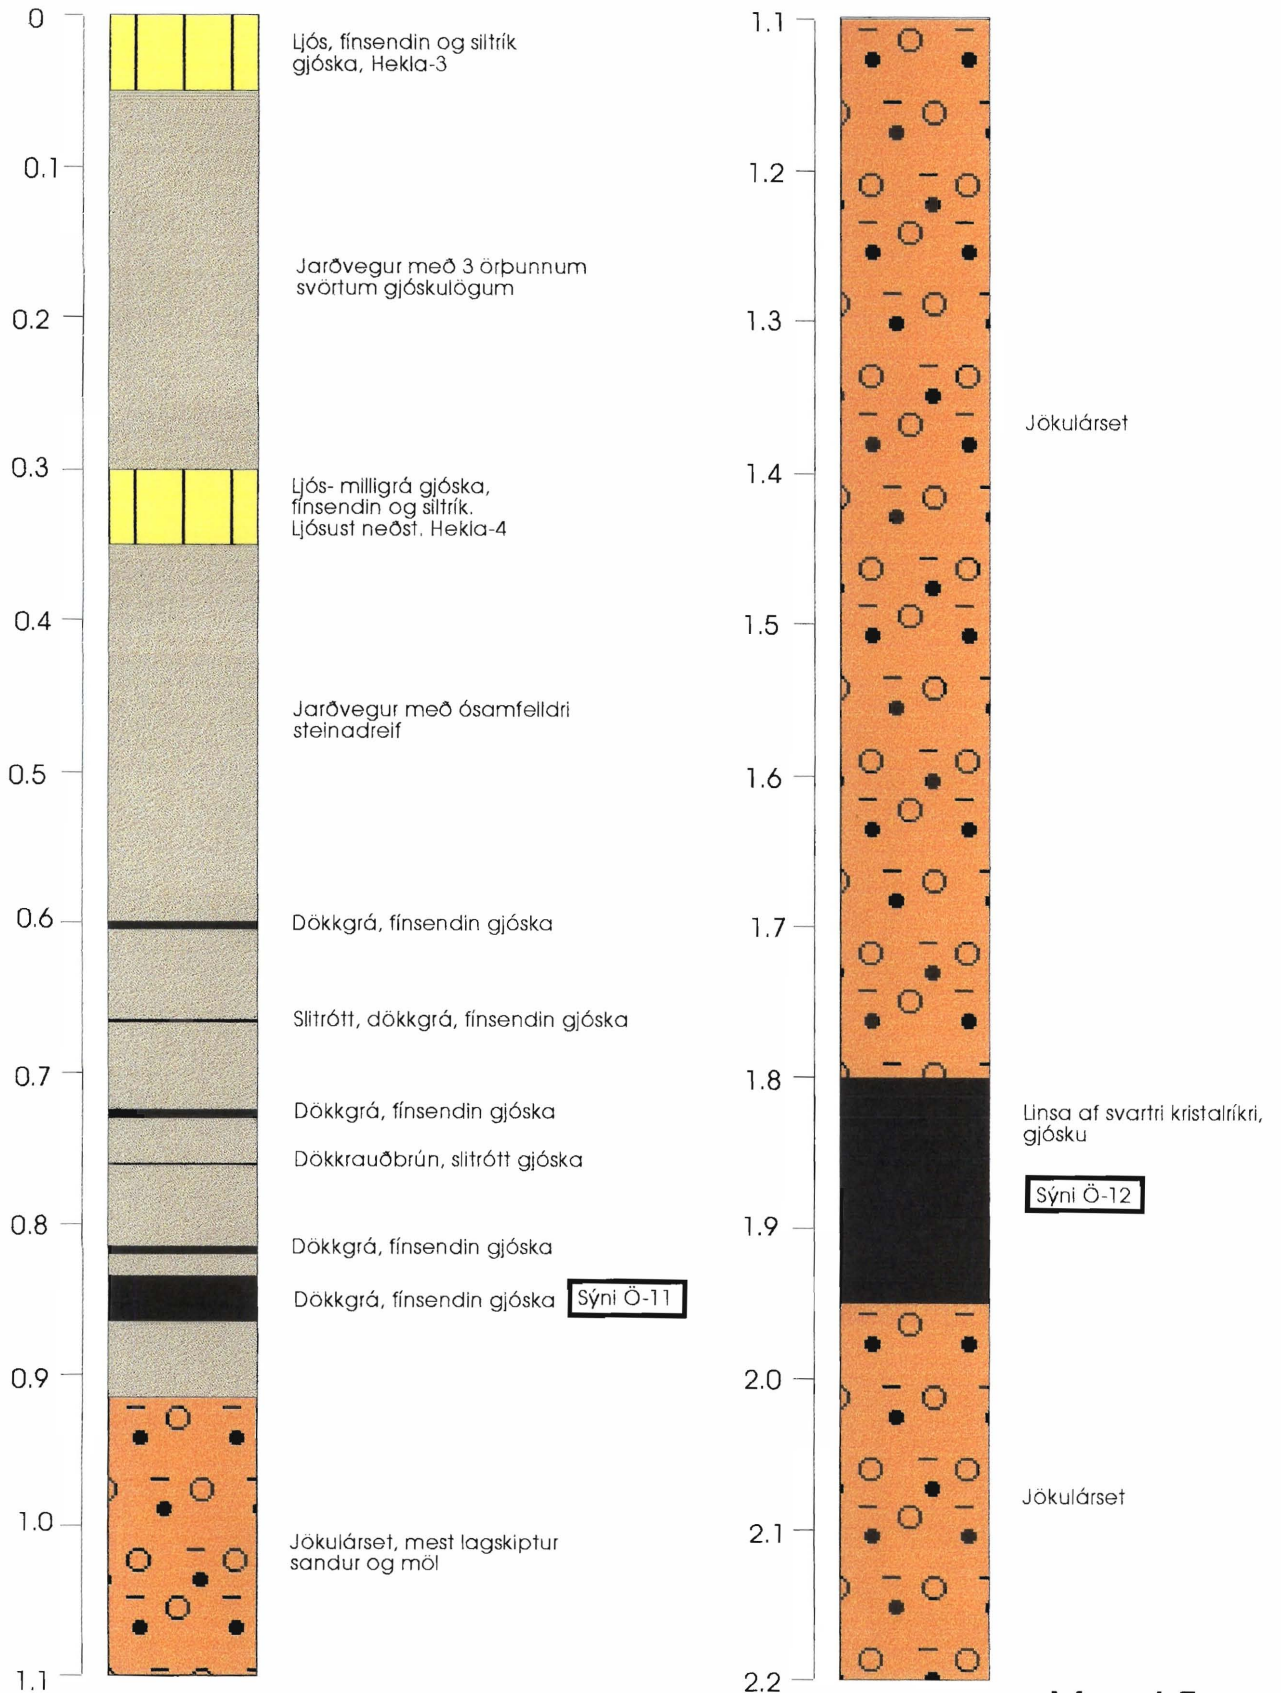 0
Ljós, fínsendin og siltrík
gjóska, Hekla-3
0.1
Jarðvegur með 3 örþunnum
svörtum gjóskulögum
0.2
0.3
Ljós- milligrá gjóska,
fínsendin og siltrík.
Ljósust neðst. Hekla-4
0.4
Jarðvegur með ósamfelldri
steinadreif
0.5
0.6
Dökkgrá, fínsendin gjóska
Slitrótt, dökkgrá, fínsendin gjóska
0.7
Dökkgrá, fínsendin gjóska
Dökkrauðbrún, slitrótt gjóska
0.8
Dökkgrá, fínsendin gjóska
Dökkgrá, fínsendin gjóska Sýni Ö-11
0.9
1.0
Jökulárset, mest lagskiptur
sandur og möl
1.1
1.1
1.2
1.3
Jökulárset
1.4
1.5
1.6
1.7
1.8
Linsa af svartri kristalríkri,
gjósku
Sýni Ö-12
1.9
2.0
Jökulárset
2.1
2.2